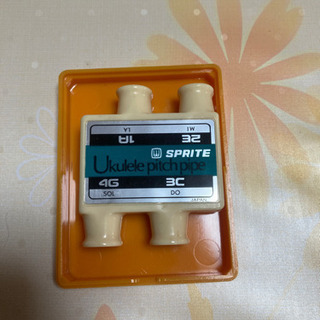 LA MI
1A 2E
SPRITE
Ukulele pitch pipe
4G 3C
SOL DO
JAPAN